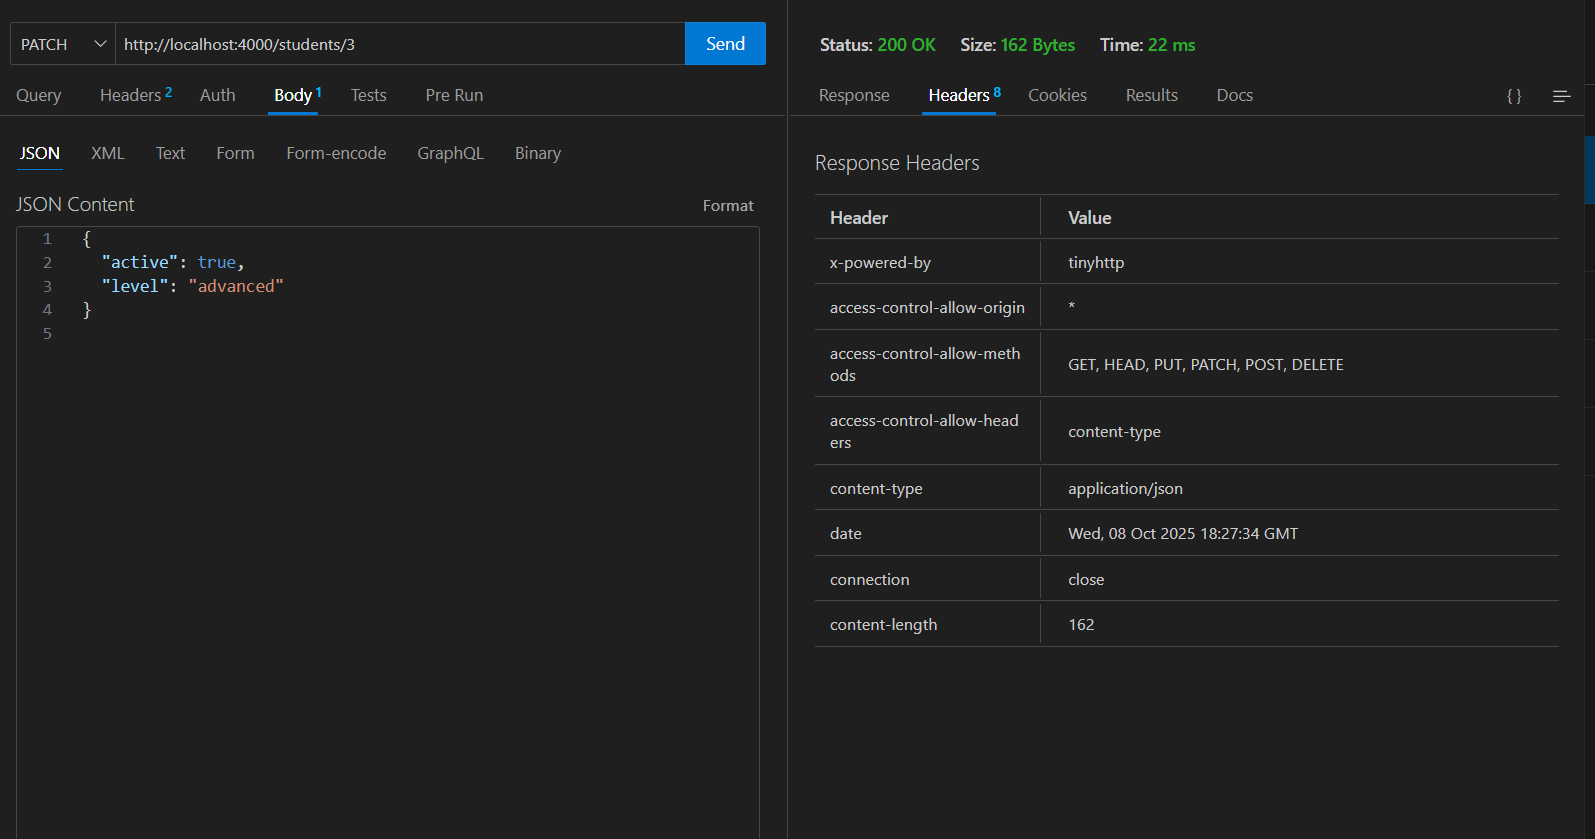 PATCH http://localhost:4000/students/3 Send
Query Headers 2 Auth Body 1 Tests Pre Run
JSON XML Text Form Form-encode GraphQL Binary
JSON Content Format
1 {
2 "active": true,
3 "level": "advanced"
4 }
5
Status: 200 OK Size: 162 Bytes Time: 22 ms
Response Headers 8 Cookies Results Docs { }
Response Headers
Header Value
x-powered-by tinyhttp
access-control-allow-origin *
access-control-allow-meth
ods GET, HEAD, PUT, PATCH, POST, DELETE
access-control-allow-head
ers content-type
content-type application/json
date Wed, 08 Oct 2025 18:27:34 GMT
connection close
content-length 162